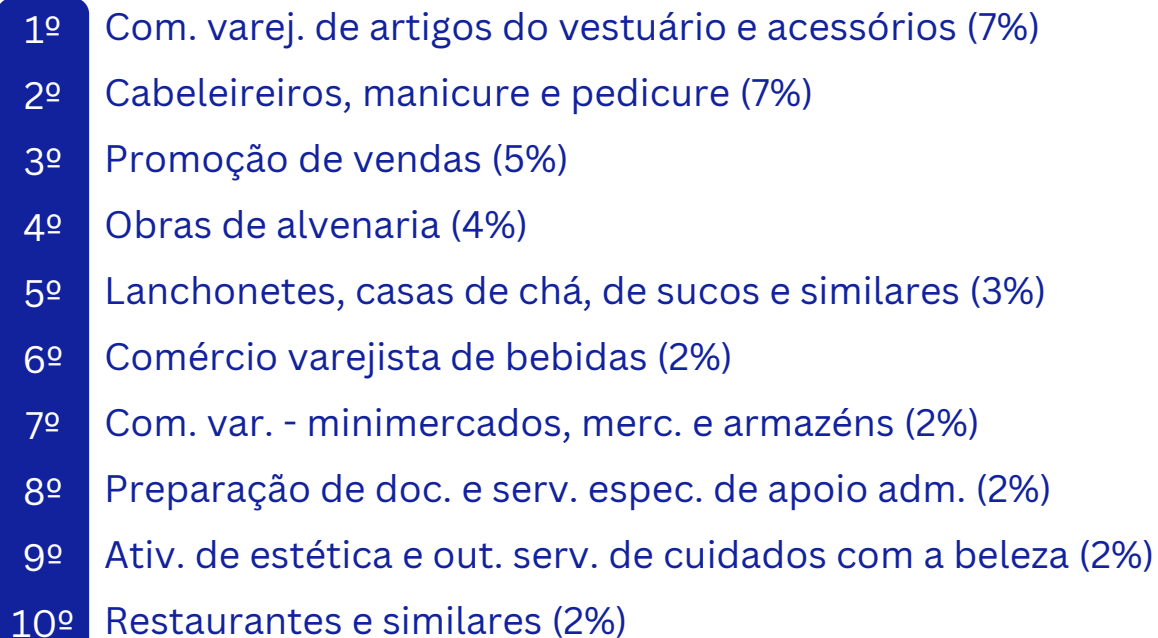 1º Com. varej. de artigos do vestuário e acessórios (7%)
2º Cabeleireiros, manicure e pedicure (7%)
3º Promoção de vendas (5%)
4º Obras de alvenaria (4%)
5º Lanchonetes, casas de chá, de sucos e similares (3%)
6º Comércio varejista de bebidas (2%)
7º Com. var. - minimercados, merc. e armazéns (2%)
8º Preparação de doc. e serv. espec. de apoio adm. (2%)
9º Ativ. de estética e out. serv. de cuidados com a beleza (2%)
10º Restaurantes e similares (2%)